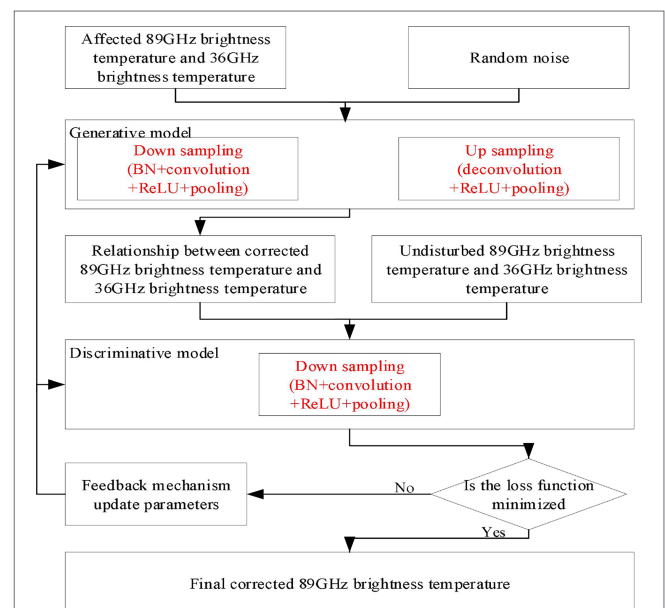 Affected 89GHz brightness
temperature and 36GHz
brightness temperature
Random noise
Generative model
Down sampling
(BN+convolution
+ReLU+pooling)
Up sampling
(deconvolution
+ReLU+pooling)
Relationship between corrected
89GHz brightness temperature and
36GHz brightness temperature
Undisturbed 89GHz brightness
temperature and 36GHz brightness
temperature
Discriminative model
Down sampling
(BN+convolution
+ReLU+pooling)
Feedback mechanism
update parameters
No
Is the loss function
minimized
Yes
Final corrected 89GHz brightness temperature